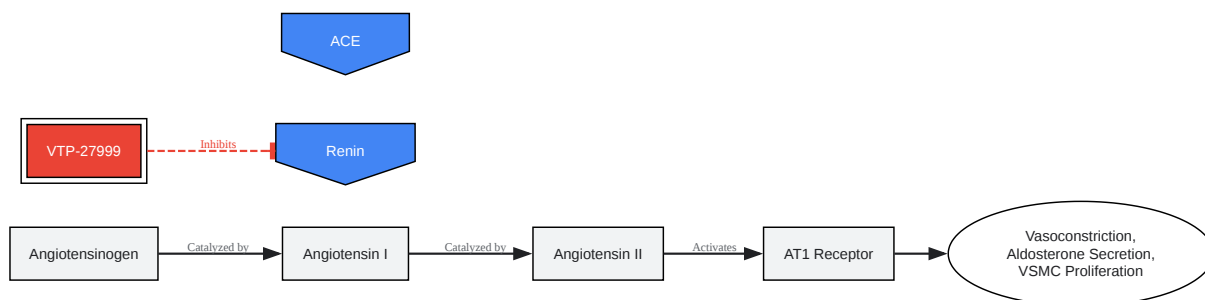 ACE
VTP-27999
Inhibits
Renin
Angiotensinogen
Catalyzed by
Angiotensin I
Catalyzed by
Angiotensin II
Activates
AT1 Receptor
Vasoconstriction,
Aldosterone Secretion,
VSMC Proliferation